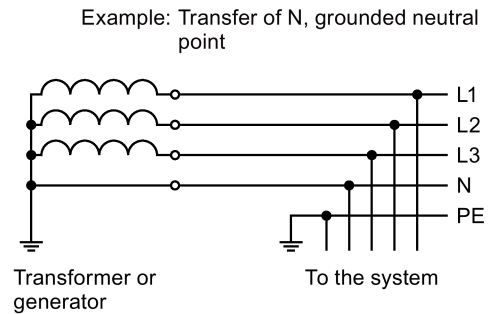 Example: Transfer of N, grounded neutral
point
L1
L2
L3
N
PE
Transformer or
generator
To the system